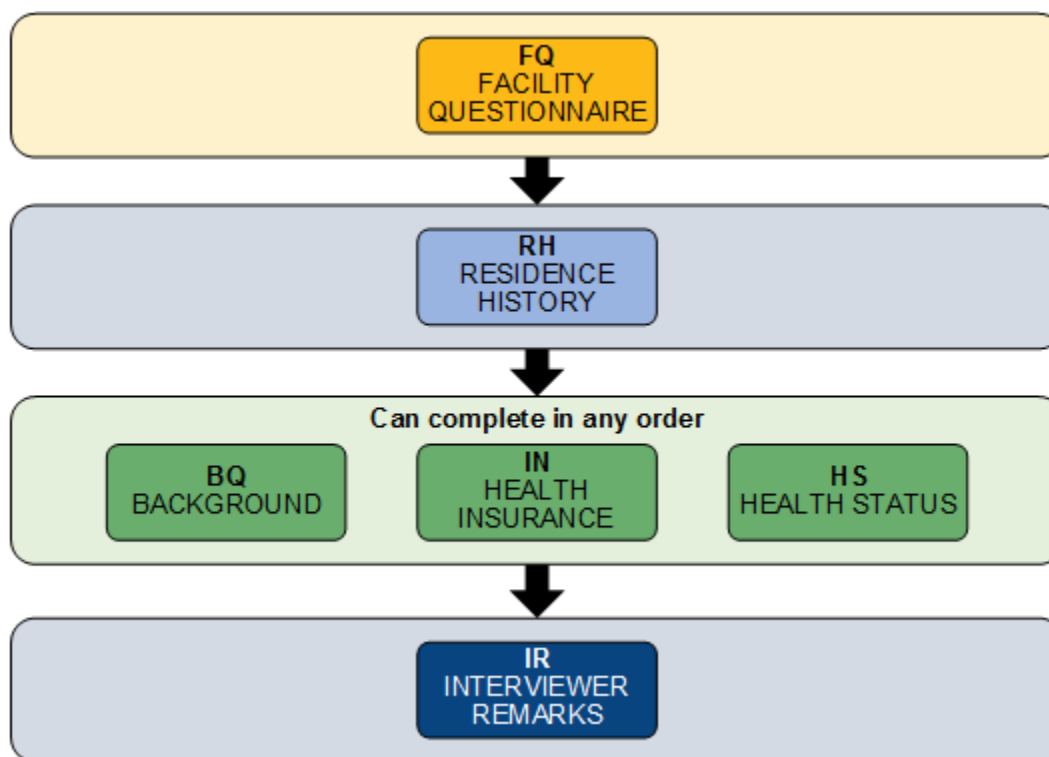 FQ
FACILITY
QUESTIONNAIRE
RH
RESIDENCE
HISTORY
Can complete in any order
BQ
BACKGROUND
IN
HEALTH
INSURANCE
HS
HEALTH STATUS
IR
INTERVIEWER
REMARKS